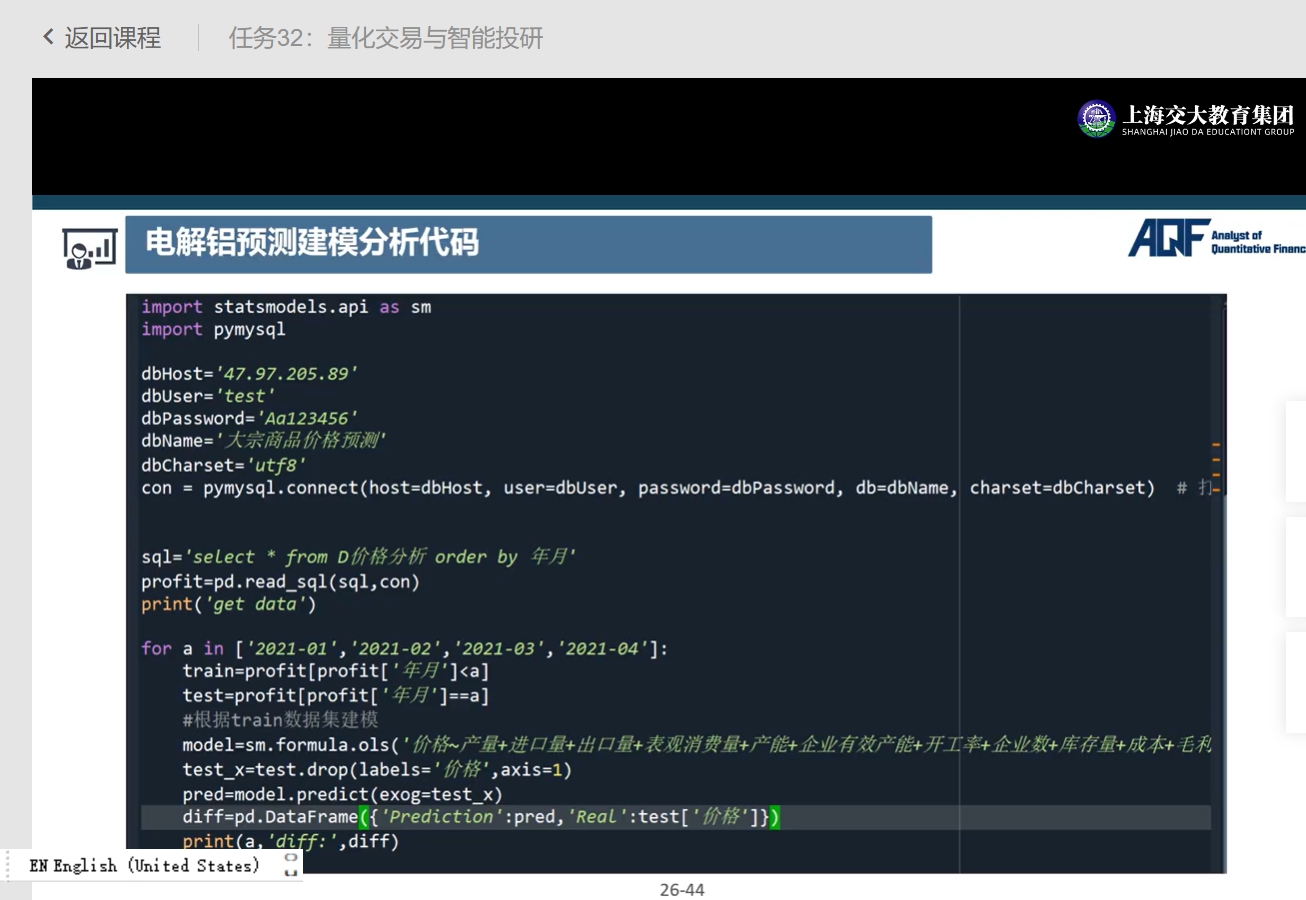 返回课程
任务32：量化交易与智能投研
上海交大教育集团
SHANGHAI JIAO DA EDUCATIONT GROUP
电解铝预测建模分析代码
AQF Analyst of
Quantitative Financ
import statsmodels.api as sm
import pymysql
dbHost='47.97.205.89'
dbUser='test'
dbPassword='Aa123456'
dbName='大宗商品价格预测'
dbCharset='utf8'
con = pymysql.connect(host=dbHost, user=dbUser, password=dbPassword, db=dbName, charset=dbCharset) # 打
sql='select * from D价格分析 order by 年月'
profit=pd.read_sql(sql,con)
print('get data')
for a in ['2021-01','2021-02','2021-03','2021-04']:
train=profit[profit['年月']<a]
test=profit[profit['年月']==a]
#根据train数据集建模
model=sm.formula.ols('价格~产量+进口量+出口量+表观消费量+产能+企业有效产能+开工率+企业数+库存量+成本+毛利
test_x=test.drop(labels='价格',axis=1)
pred=model.predict(exog=test_x)
diff=pd.DataFrame({'Prediction':pred,'Real':test['价格']})
print(a,'diff:',diff)
EN English (United States)
26-44